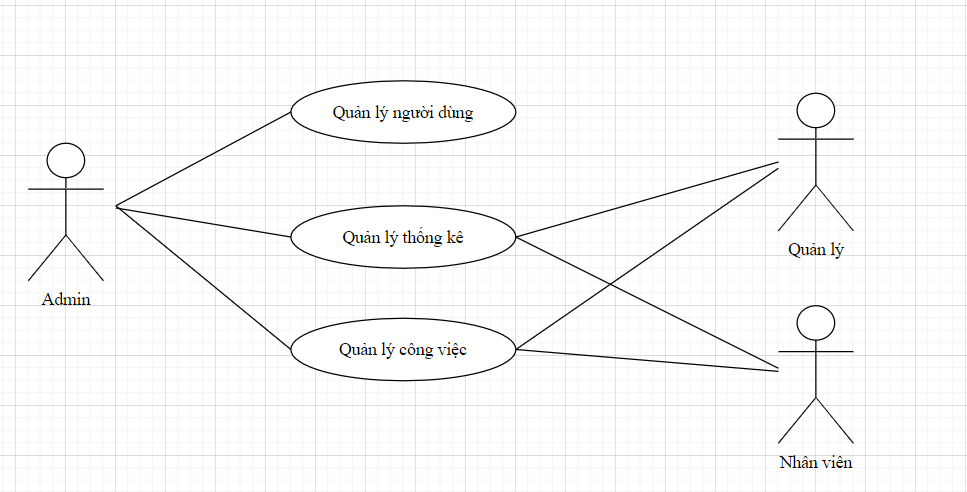 Quản lý người dùng
Quản lý thống kê
Quản lý
Admin
Quản lý công việc
Nhân viên